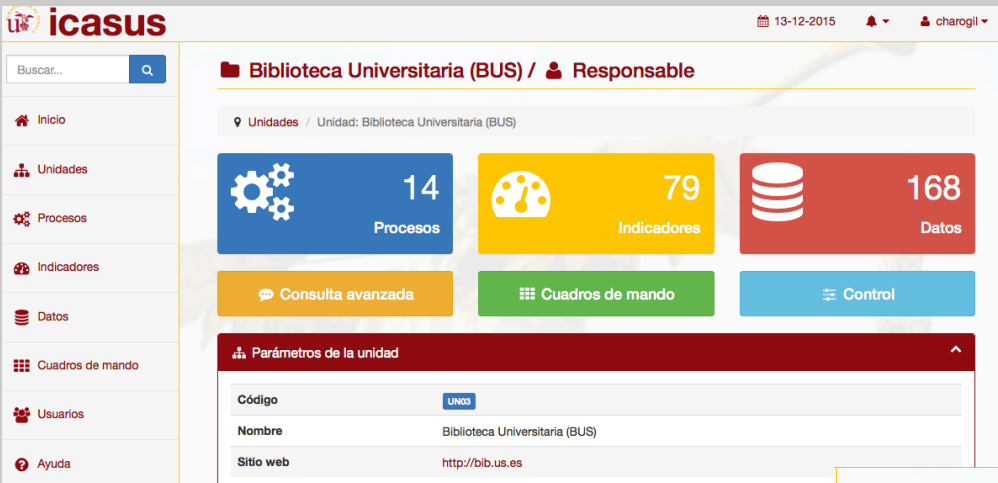 us
icasus
13-12-2015
charogil
Buscar...
Biblioteca Universitaria (BUS) / Responsable
Inicio
Unidades / Unidad: Biblioteca Universitaria (BUS)
Unidades
Procesos
Indicadores
Datos
Cuadros de mando
Usuarios
Ayuda
14
Procesos
79
Indicadores
168
Datos
Consulta avanzada
Cuadros de mando
Control
Parámetros de la unidad
Código UN03
Nombre Biblioteca Universitaria (BUS)
Sitio web http://bib.us.es